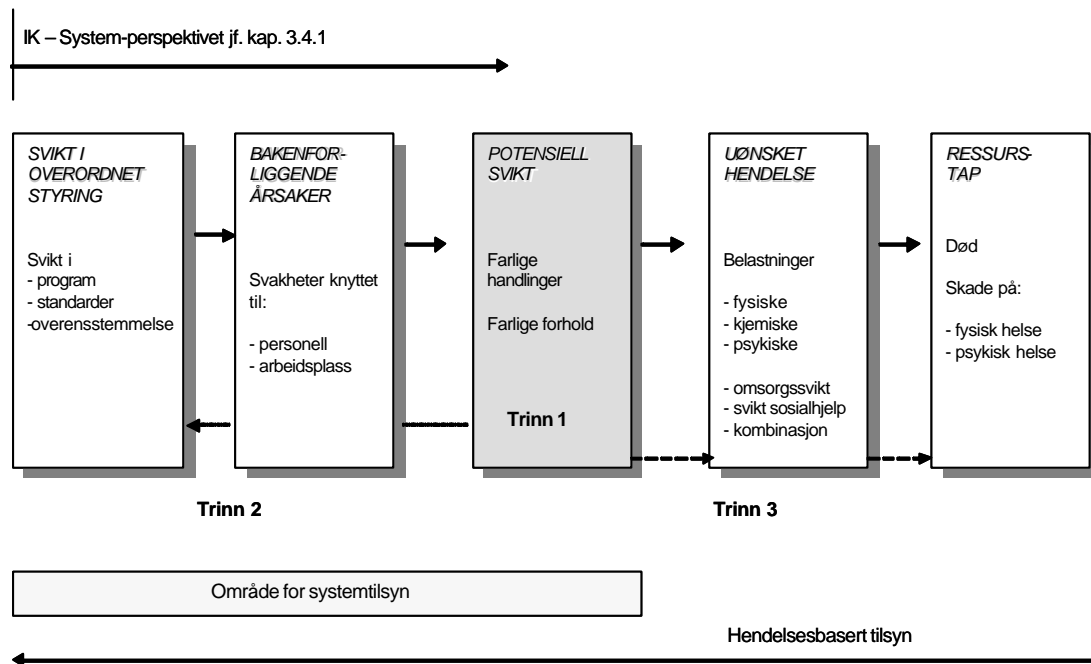 IK – System-perspektivet jf. kap. 3.4.1
SVIKT I
OVERORDNET
STYRING
Svikt i
- program
- standarder
-overensstemmelse
BAKENFOR-
LIGGENDE
ÅRSAKER
Svakheter knyttet
til:
- personell
- arbeidsplass
POTENSIELL
SVIKT
Farlige
handlinger
Farlige forhold
Trinn 1
UØNSKET
HENDELSE
Belastninger
- fysiske
- kjemiske
- psykiske
- omsorgssvikt
- svikt sosialhjelp
- kombinasjon
RESSURS-
TAP
Død
Skade på:
- fysisk helse
- psykisk helse
Trinn 2
Trinn 3
Område for systemtilsyn
Hendelsesbasert tilsyn